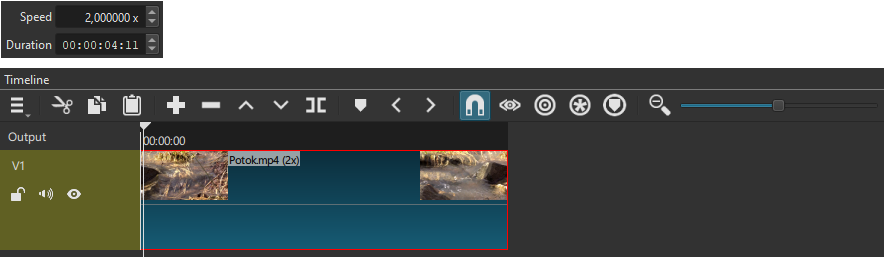 Speed 2,000000 x
Duration 00:00:04:11
Timeline
Output
00:00:00
V1
Potok.mp4 (2x)